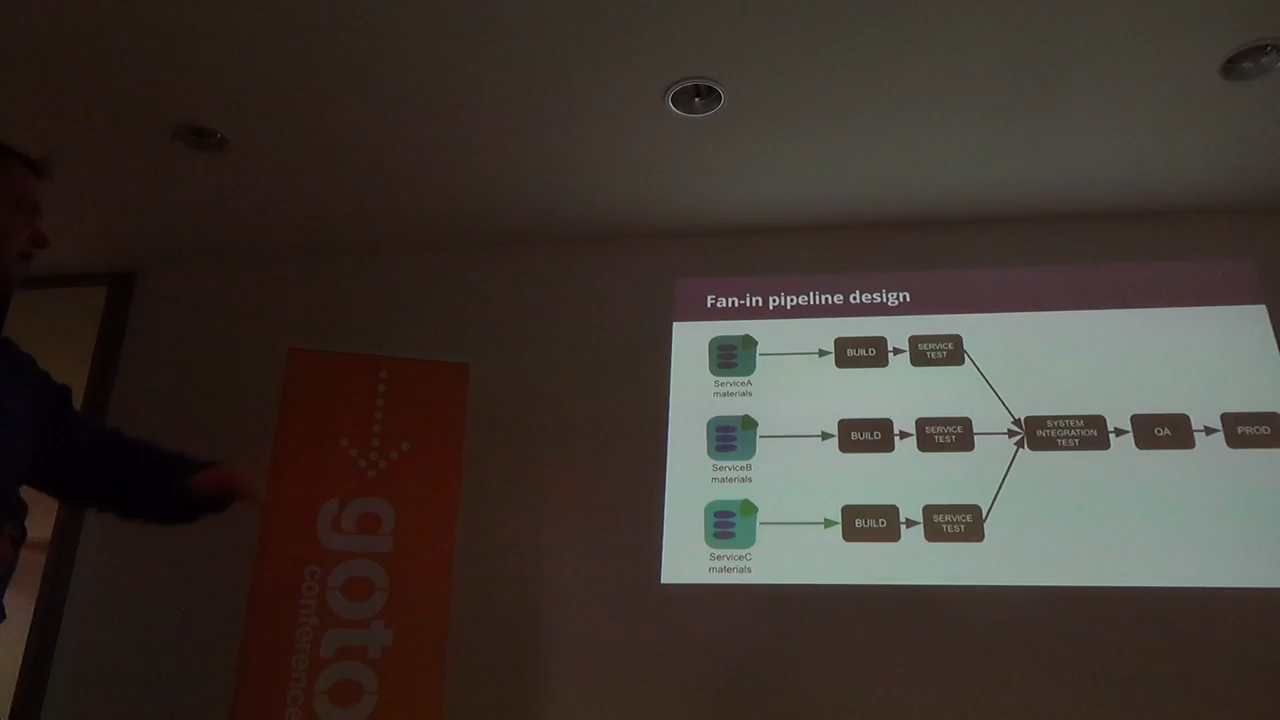 Fan-in pipeline design
ServiceA
materials
BUILD
SERVICE
TEST
ServiceB
materials
BUILD
SERVICE
TEST
SYSTEM
INTEGRATION
TEST
QA
PROD
ServiceC
materials
BUILD
SERVICE
TEST
goto
conference